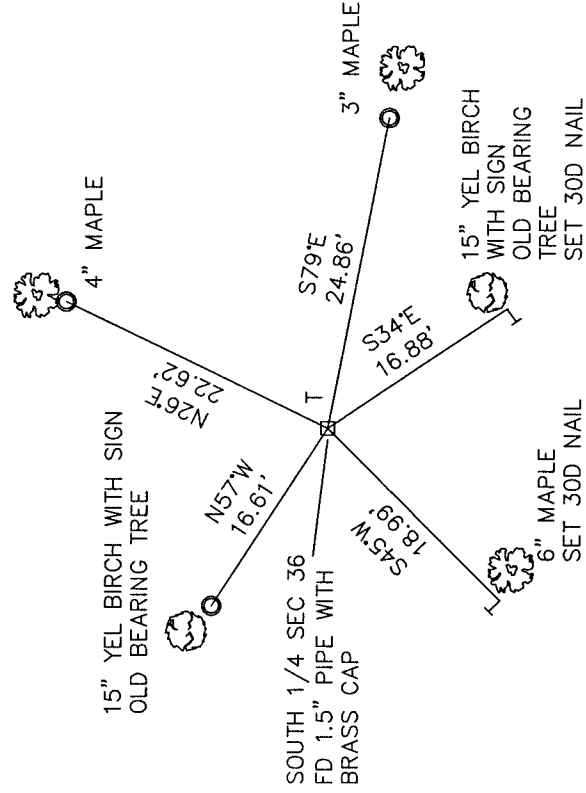 4" MAPLE
3" MAPLE
15" YEL BIRCH WITH SIGN
OLD BEARING TREE
N26°E
22.62'
S79°E
24.86'
N57°W
16.61'
T
S34°E
16.88'
15" YEL BIRCH
WITH SIGN
OLD BEARING
TREE
SET 30D NAIL
SOUTH 1/4 SEC 36
FD 1.5" PIPE WITH
BRASS CAP
S45°W
18.99'
6" MAPLE
SET 30D NAIL